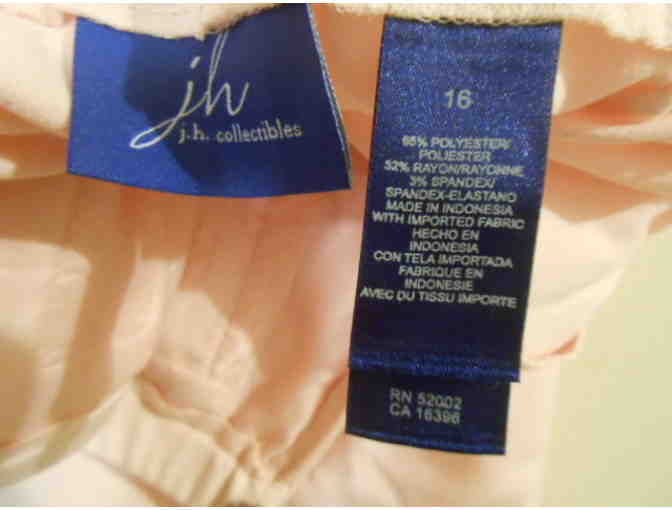 jh
j.h. collectibles
16
65% POLYESTER/
POLIESTER
32% RAYON/RAYONNE
3% SPANDEX/
SPANDEX-ELASTANO
MADE IN INDONESIA
WITH IMPORTED FABRIC
HECHO EN
INDONESIA
CON TELA IMPORTADA
FABRIQUE EN
INDONESIE
AVEC DU TISSU IMPORTE
RN 52002
CA 16396